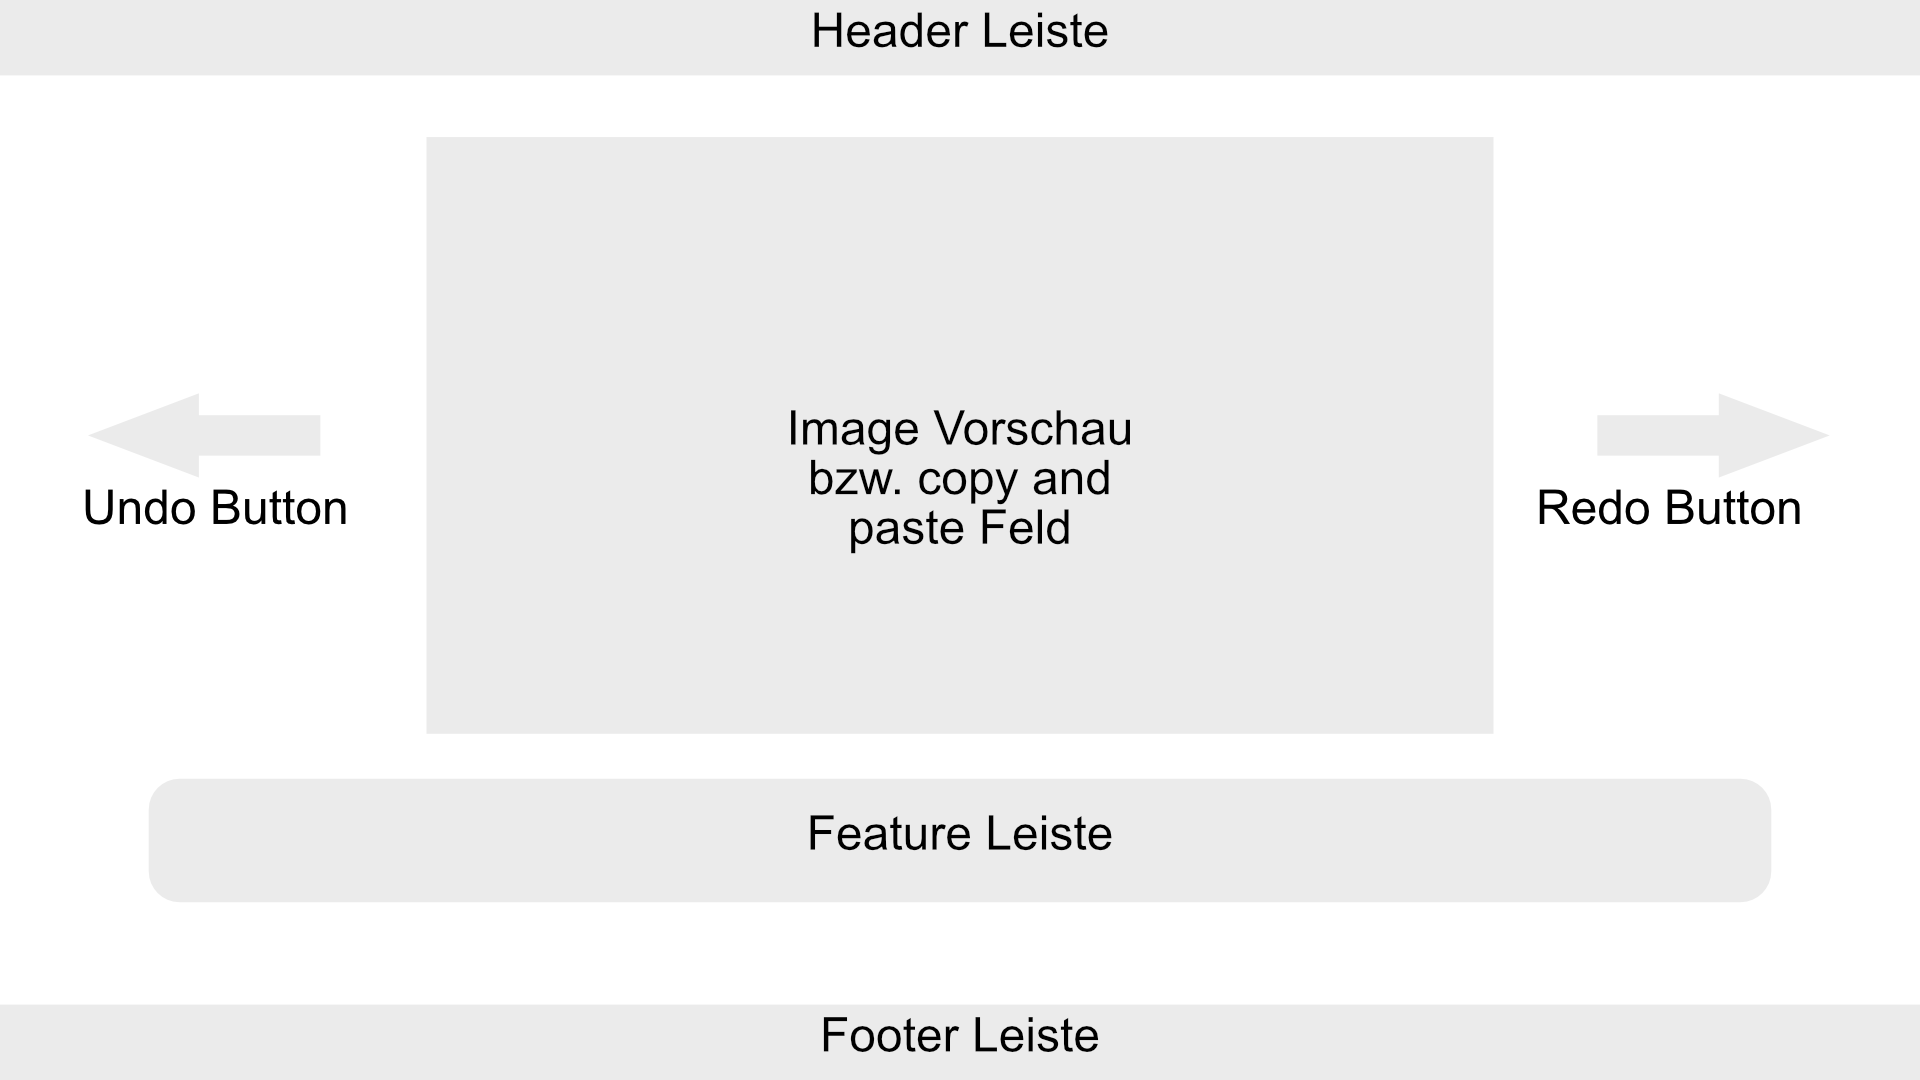 Header Leiste
Image Vorschau
bzw. copy and
paste Feld
Undo Button
Redo Button
Feature Leiste
Footer Leiste